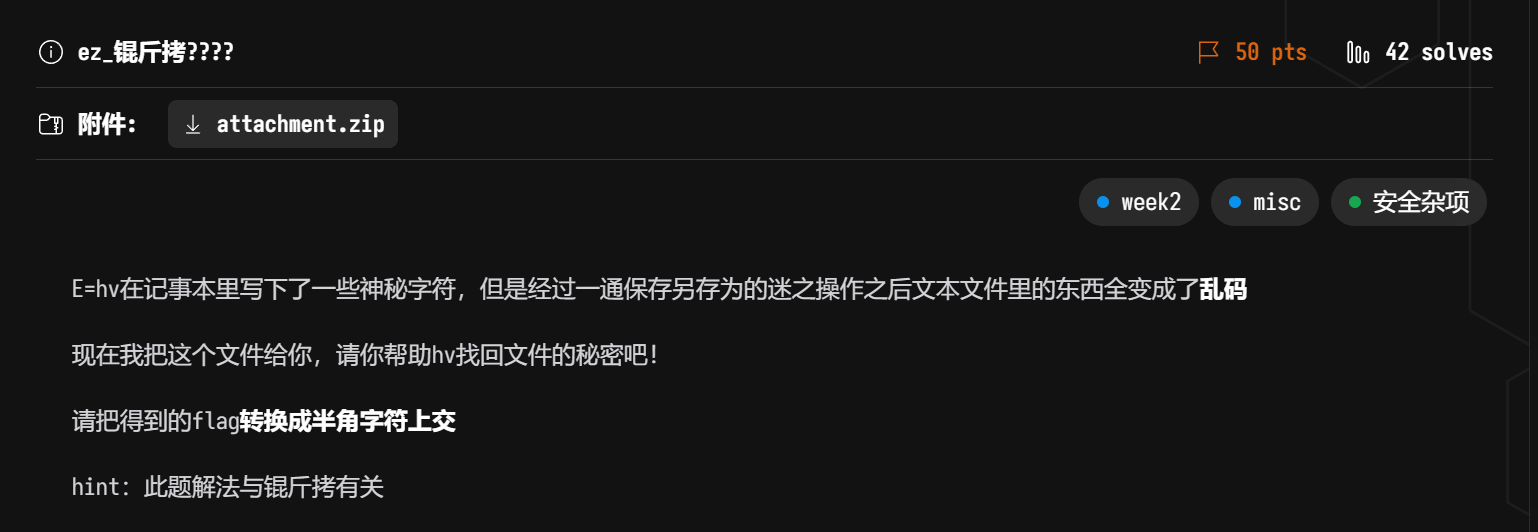 ez_锟斤拷????
50 pts
42 solves
附件:
attachment.zip
week2
misc
安全杂项
E=hv在记事本里写下了一些神秘字符，但是经过一通保存另存为的迷之操作之后文本文件里的东西全变成了乱码
现在我把这个文件给你，请你帮助hv找回文件的秘密吧！
请把得到的flag转换成半角字符上交
hint：此题解法与锟斤拷有关